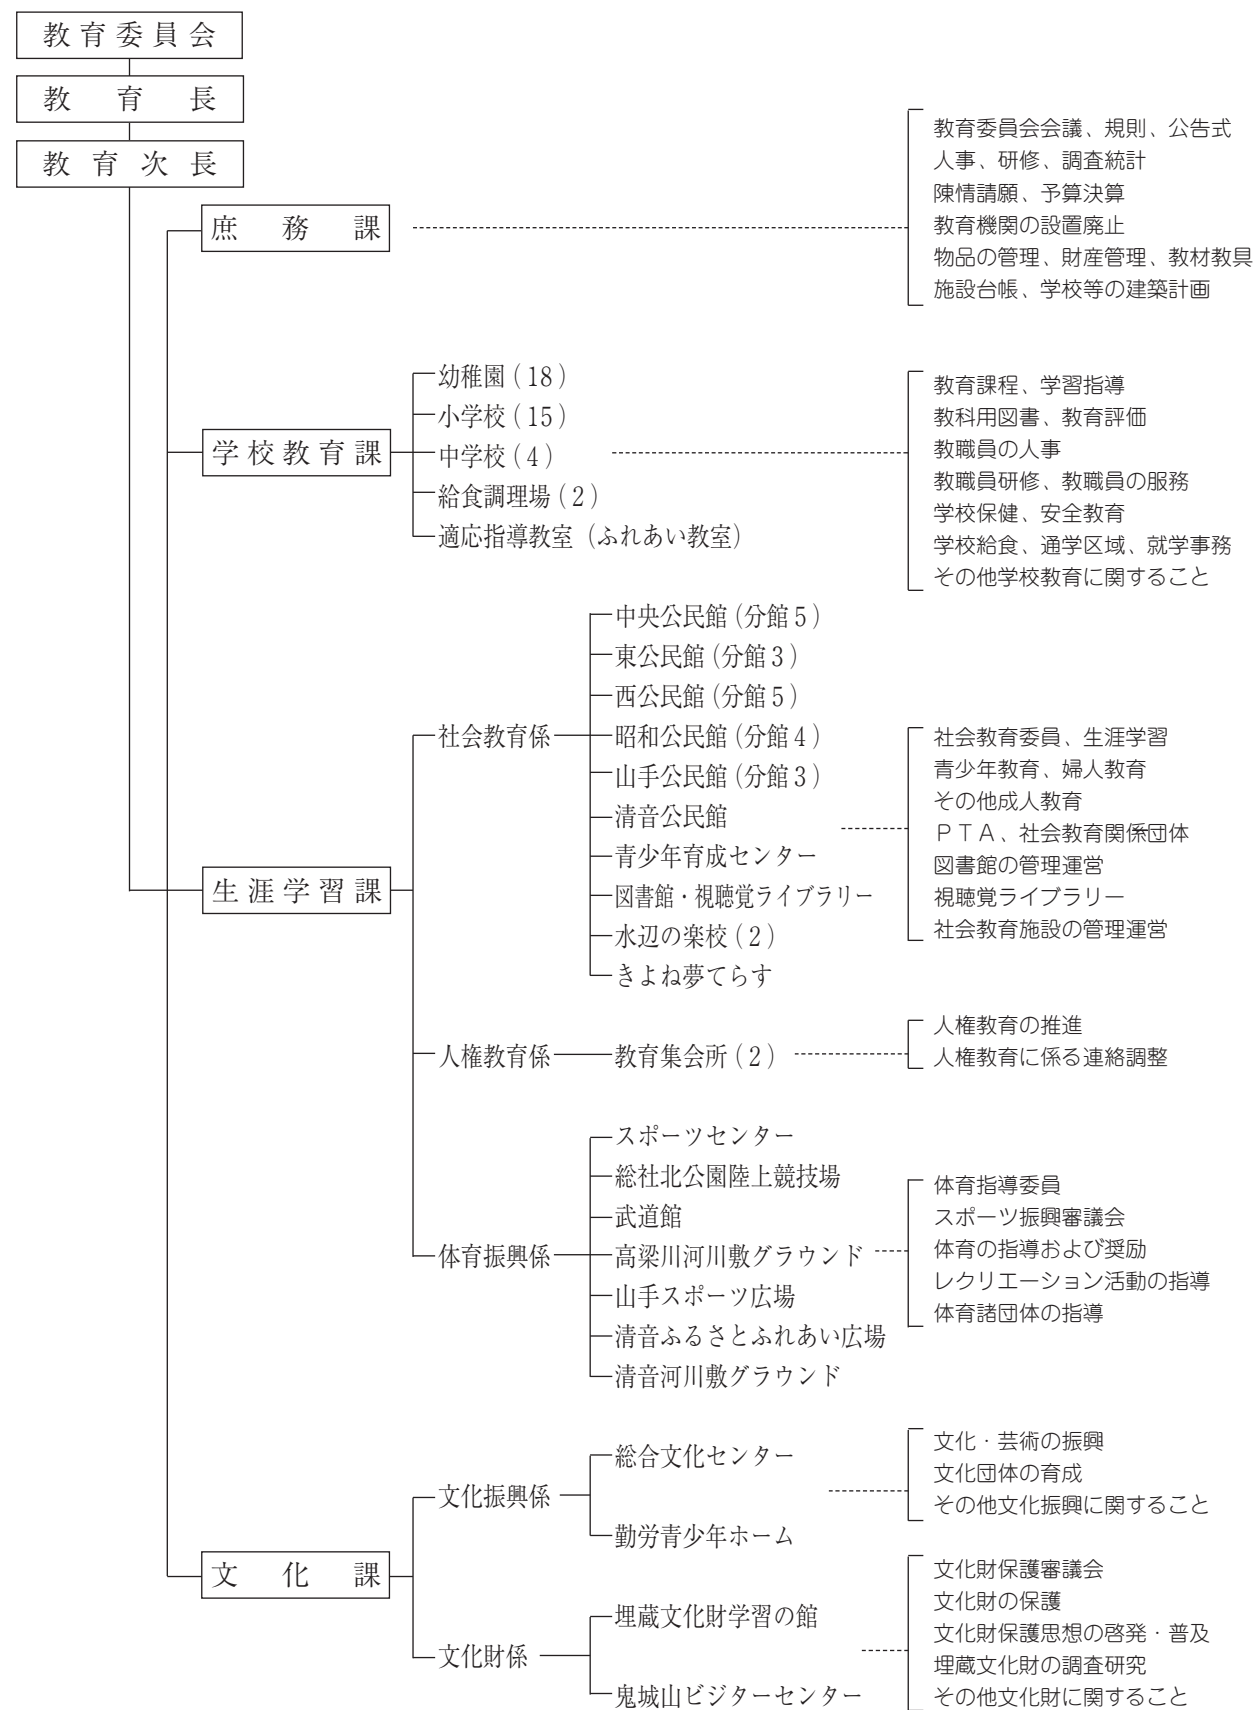 教育委員会
教育長
教育次長
庶務課
教育委員会会議、規則、公告式
人事、研修、調査統計
陳情請願、予算決算
教育機関の設置廃止
物品の管理、財産管理、教材教具
施設台帳、学校等の建築計画
学校教育課
幼稚園(18)
小学校(15)
中学校(4)
給食調理場(2)
適応指導教室(ふれあい教室)
教育課程、学習指導
教科用図書、教育評価
教職員の人事
教職員研修、教職員の服務
学校保健、安全教育
学校給食、通学区域、就学事務
その他学校教育に関すること
生涯学習課
社会教育係
中央公民館(分館5)
東公民館(分館3)
西公民館(分館5)
昭和公民館(分館4)
山手公民館(分館3)
清音公民館
青少年育成センター
図書館・視聴覚ライブラリー
水辺の楽校(2)
きよね夢てらす
社会教育委員、生涯学習
青少年教育、婦人教育
その他成人教育
PTA、社会教育関係団体
図書館の管理運営
視聴覚ライブラリー
社会教育施設の管理運営
人権教育係
教育集会所(2)
人権教育の推進
人権教育に係る連絡調整
体育振興係
スポーツセンター
総社北公園陸上競技場
武道館
高梁川河川敷グラウンド
山手スポーツ広場
清音ふるさとふれあい広場
清音河川敷グラウンド
体育指導委員
スポーツ振興審議会
体育の指導および奨励
レクリエーション活動の指導
体育諸団体の指導
文化課
文化振興係
総合文化センター
勤労青少年ホーム
文化・芸術の振興
文化団体の育成
その他文化振興に関すること
文化財係
埋蔵文化財学習の館
鬼城山ビジターセンター
文化財保護審議会
文化財の保護
文化財保護思想の啓発・普及
埋蔵文化財の調査研究
その他文化財に関すること